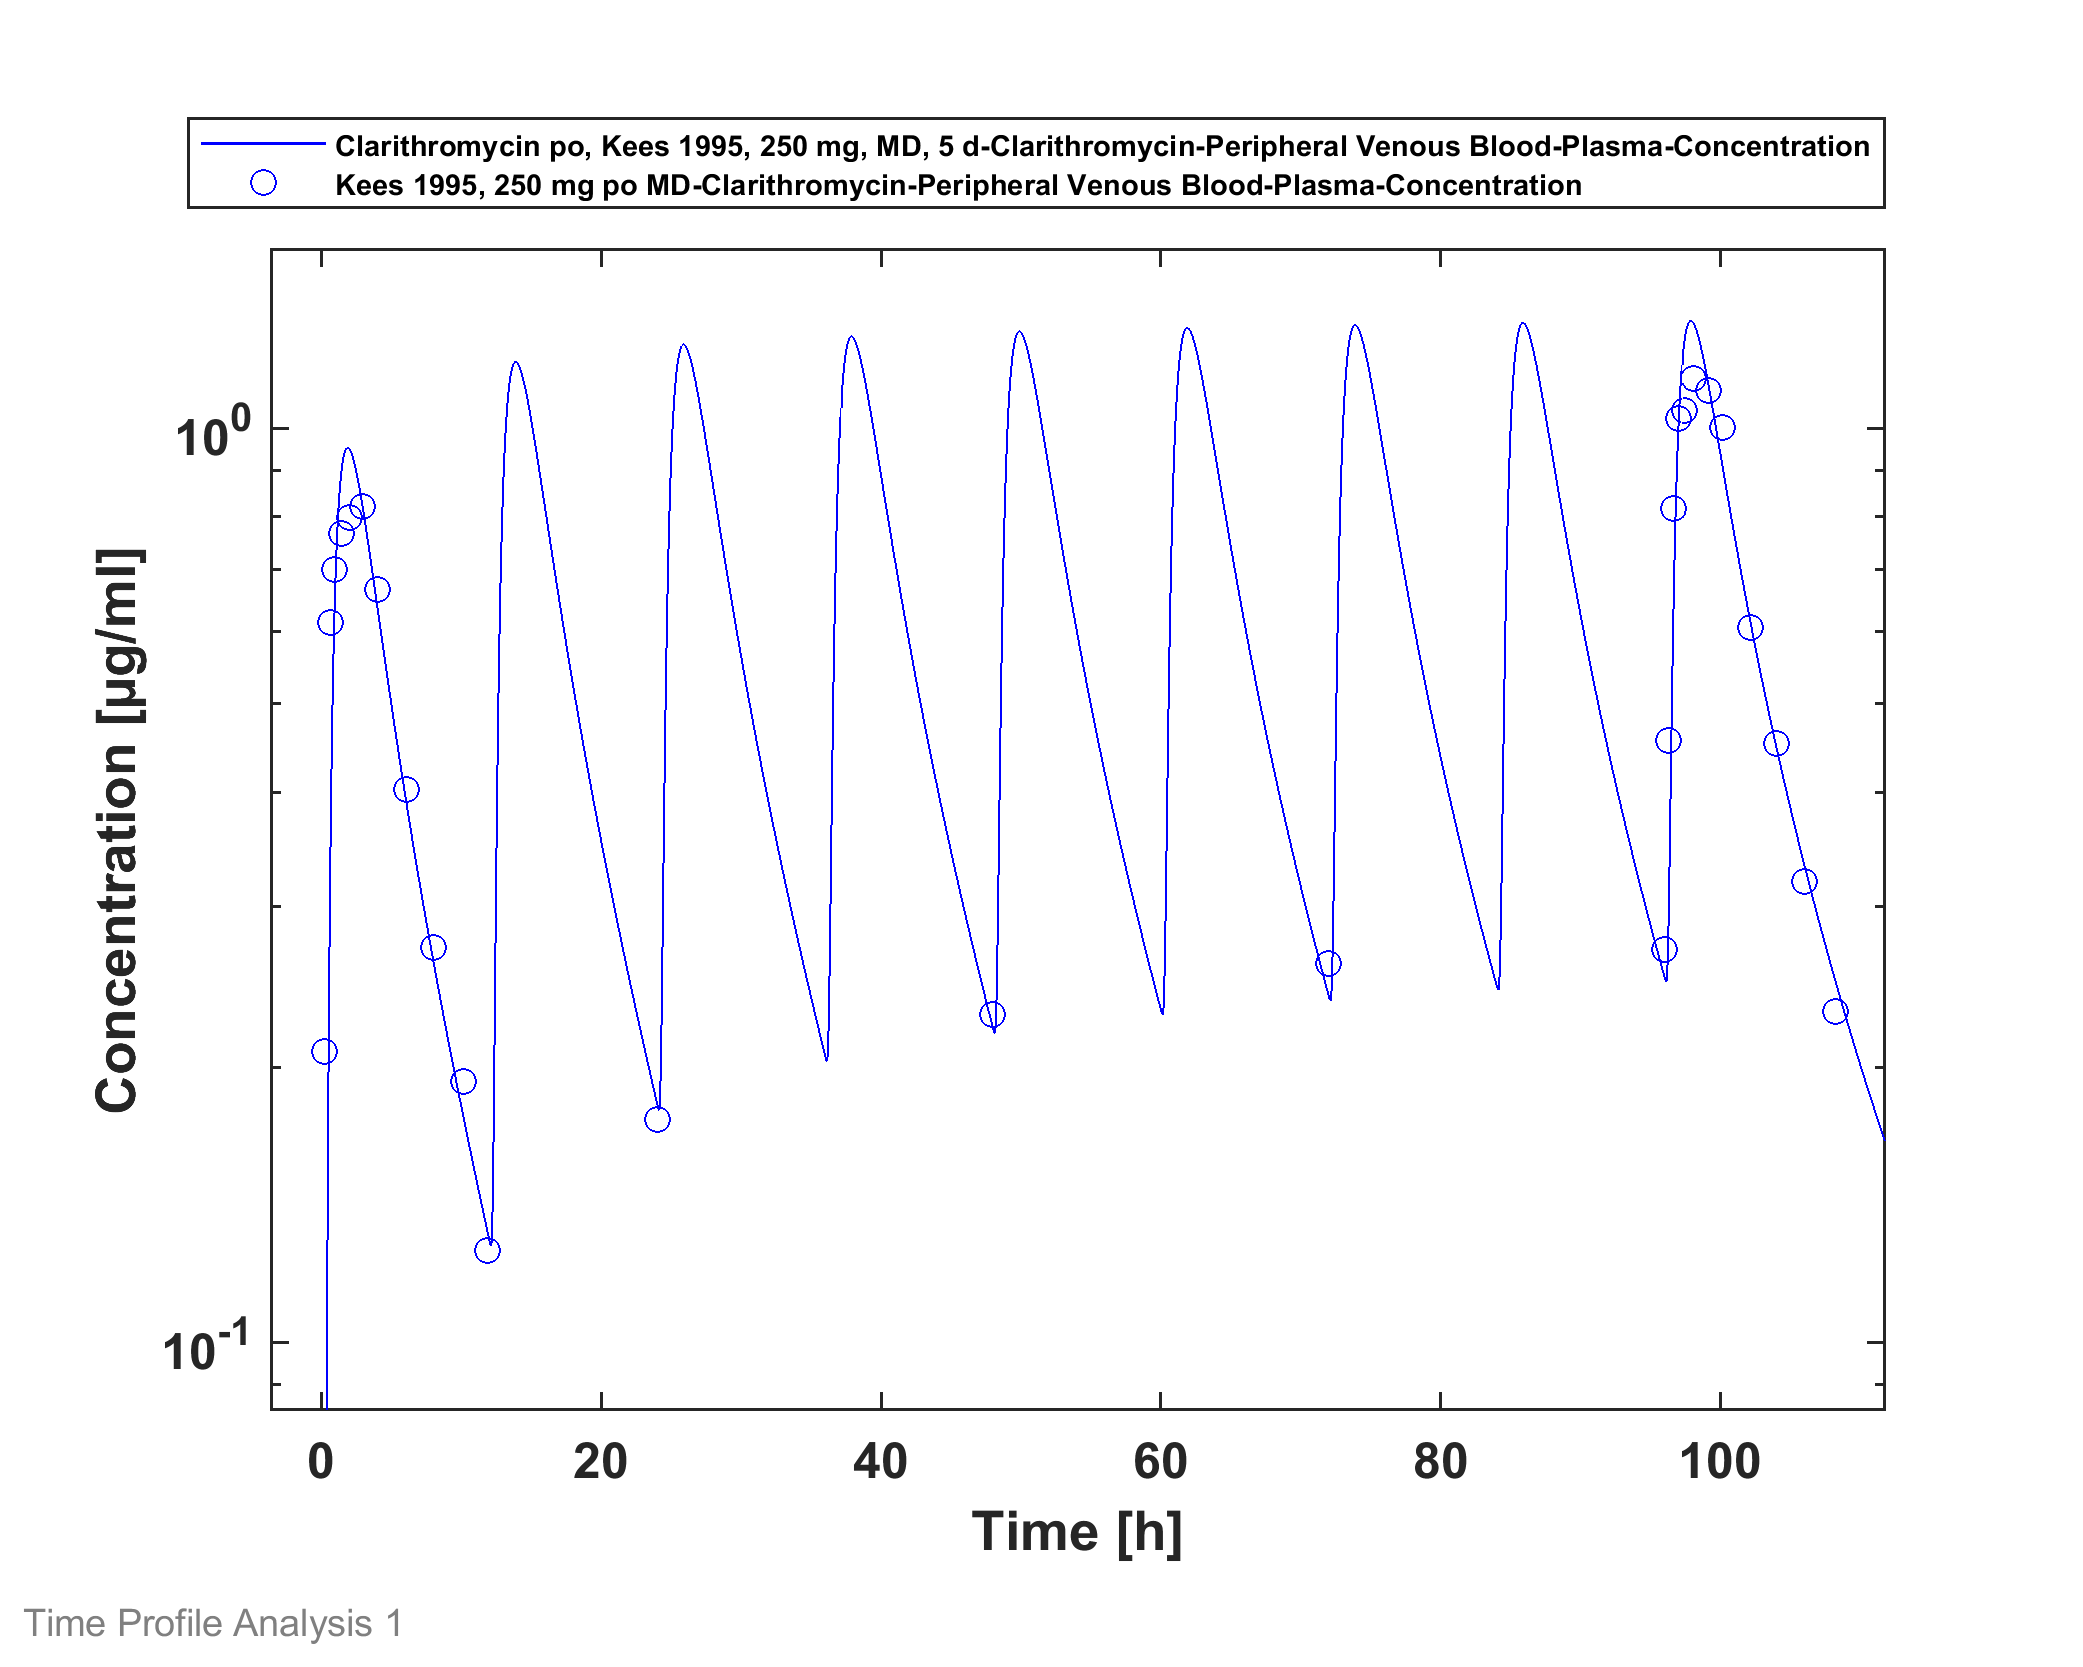 Clarithromycin po, Kees 1995, 250 mg, MD, 5 d-Clarithromycin-Peripheral Venous Blood-Plasma-Concentration
Kees 1995, 250 mg po MD-Clarithromycin-Peripheral Venous Blood-Plasma-Concentration
10⁰
10⁻¹
Concentration [µg/ml]
0 20 40 60 80 100
Time [h]
Time Profile Analysis 1